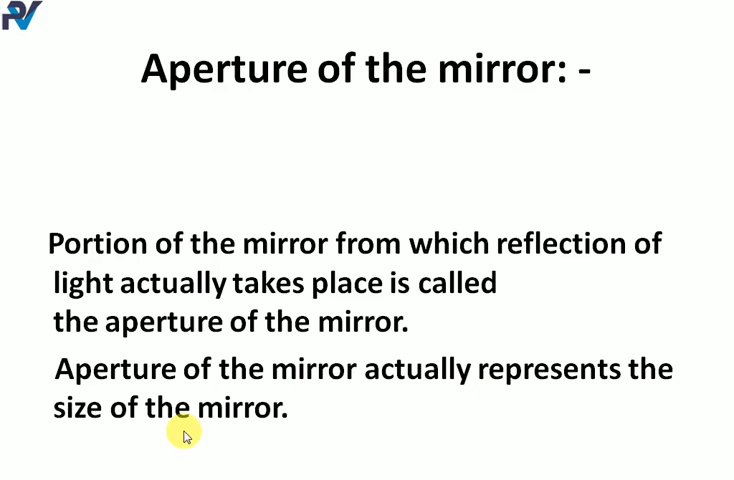 PV
Aperture of the mirror: -
Portion of the mirror from which reflection of
light actually takes place is called
the aperture of the mirror.
Aperture of the mirror actually represents the
size of the mirror.